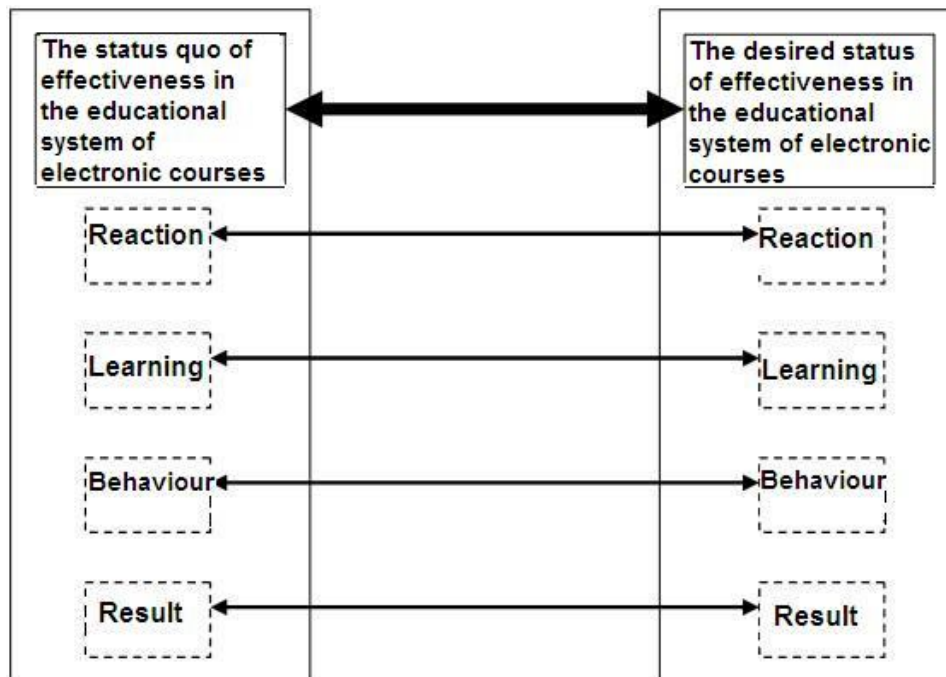 The status quo of
effectiveness in
the educational
system of
electronic courses
The desired status
of effectiveness in
the educational
system of electronic
courses
Reaction
Reaction
Learning
Learning
Behaviour
Behaviour
Result
Result